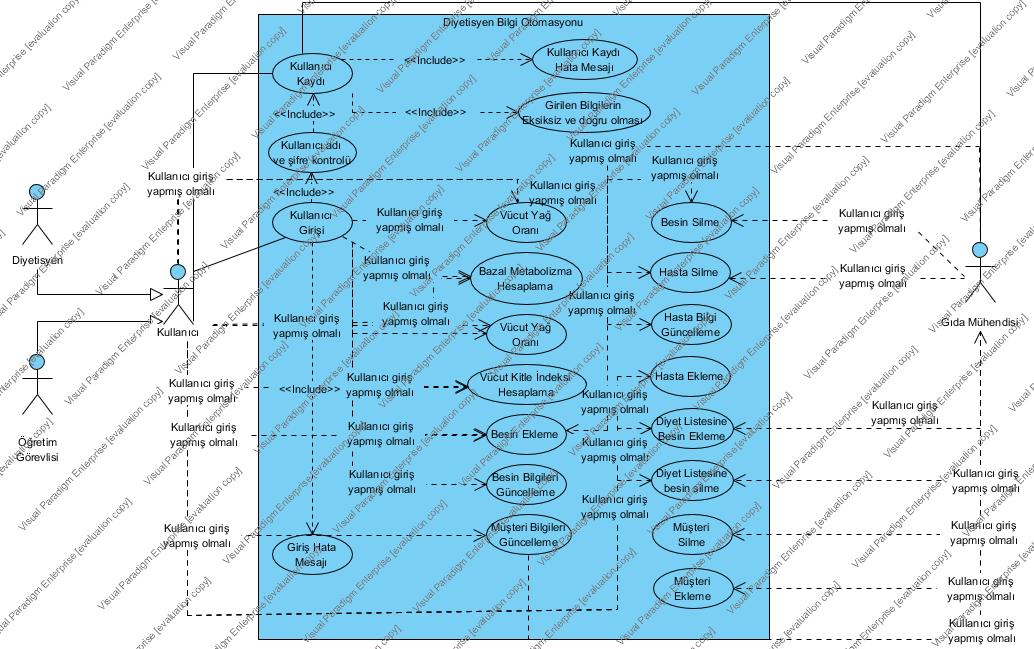 Diyetisyen Bilgi Otomasyonu
Kullanıcı
Kaydı
<<Include>>
Kullanıcı Kaydı
Hata Mesajı
<<Include>>
<<Include>>
Girilen Bilgilerin
Eksiksiz ve doğru olması
Kullanıcı adı
ve şifre kontrolü
Kullanıcı giriş
yapmış olmalı
Kullanıcı giriş
yapmış olmalı
Kullanıcı giriş
yapmış olmalı
<<Include>>
Kullanıcı giriş
yapmış olmalı
Diyetisyen
Kullanıcı
Girişi
Kullanıcı giriş
yapmış olmalı
Vücut Yağ
Oranı
Besin Silme
Kullanıcı giriş
yapmış olmalı
Kullanıcı giriş
yapmış olmalı
Bazal Metabolizma
Hesaplama
Hasta Silme
Kullanıcı giriş
yapmış olmalı
Kullanıcı
Kullanıcı giriş
yapmış olmalı
Kullanıcı giriş
yapmış olmalı
Vücut Yağ
Oranı
Kullanıcı giriş
yapmış olmalı
Hasta Bilgi
Güncelleme
Gıda Mühendisi
Kullanıcı giriş
yapmış olmalı
<<Include>>
Kullanıcı giriş
yapmış olmalı
Vücut Kitle İndeksi
Hesaplama
Hasta Ekleme
Kullanıcı giriş
yapmış olmalı
Kullanıcı giriş
yapmış olmalı
Öğretim
Görevlisi
Kullanıcı giriş
yapmış olmalı
Kullanıcı giriş
yapmış olmalı
Besin Ekleme
Diyet Listesine
Besin Ekleme
Kullanıcı giriş
yapmış olmalı
Kullanıcı giriş
yapmış olmalı
Besin Bilgileri
Güncelleme
Diyet Listesine
besin silme
Kullanıcı giriş
yapmış olmalı
Kullanıcı giriş
yapmış olmalı
Kullanıcı giriş
yapmış olmalı
Giriş Hata
Mesajı
Müşteri Bilgileri
Güncelleme
Müşteri
Silme
Kullanıcı giriş
yapmış olmalı
Müşteri
Ekleme
Kullanıcı giriş
yapmış olmalı
Kullanıcı giriş
yapmış olmalı
Visual Paradigm Enterprise [evaluation copy]